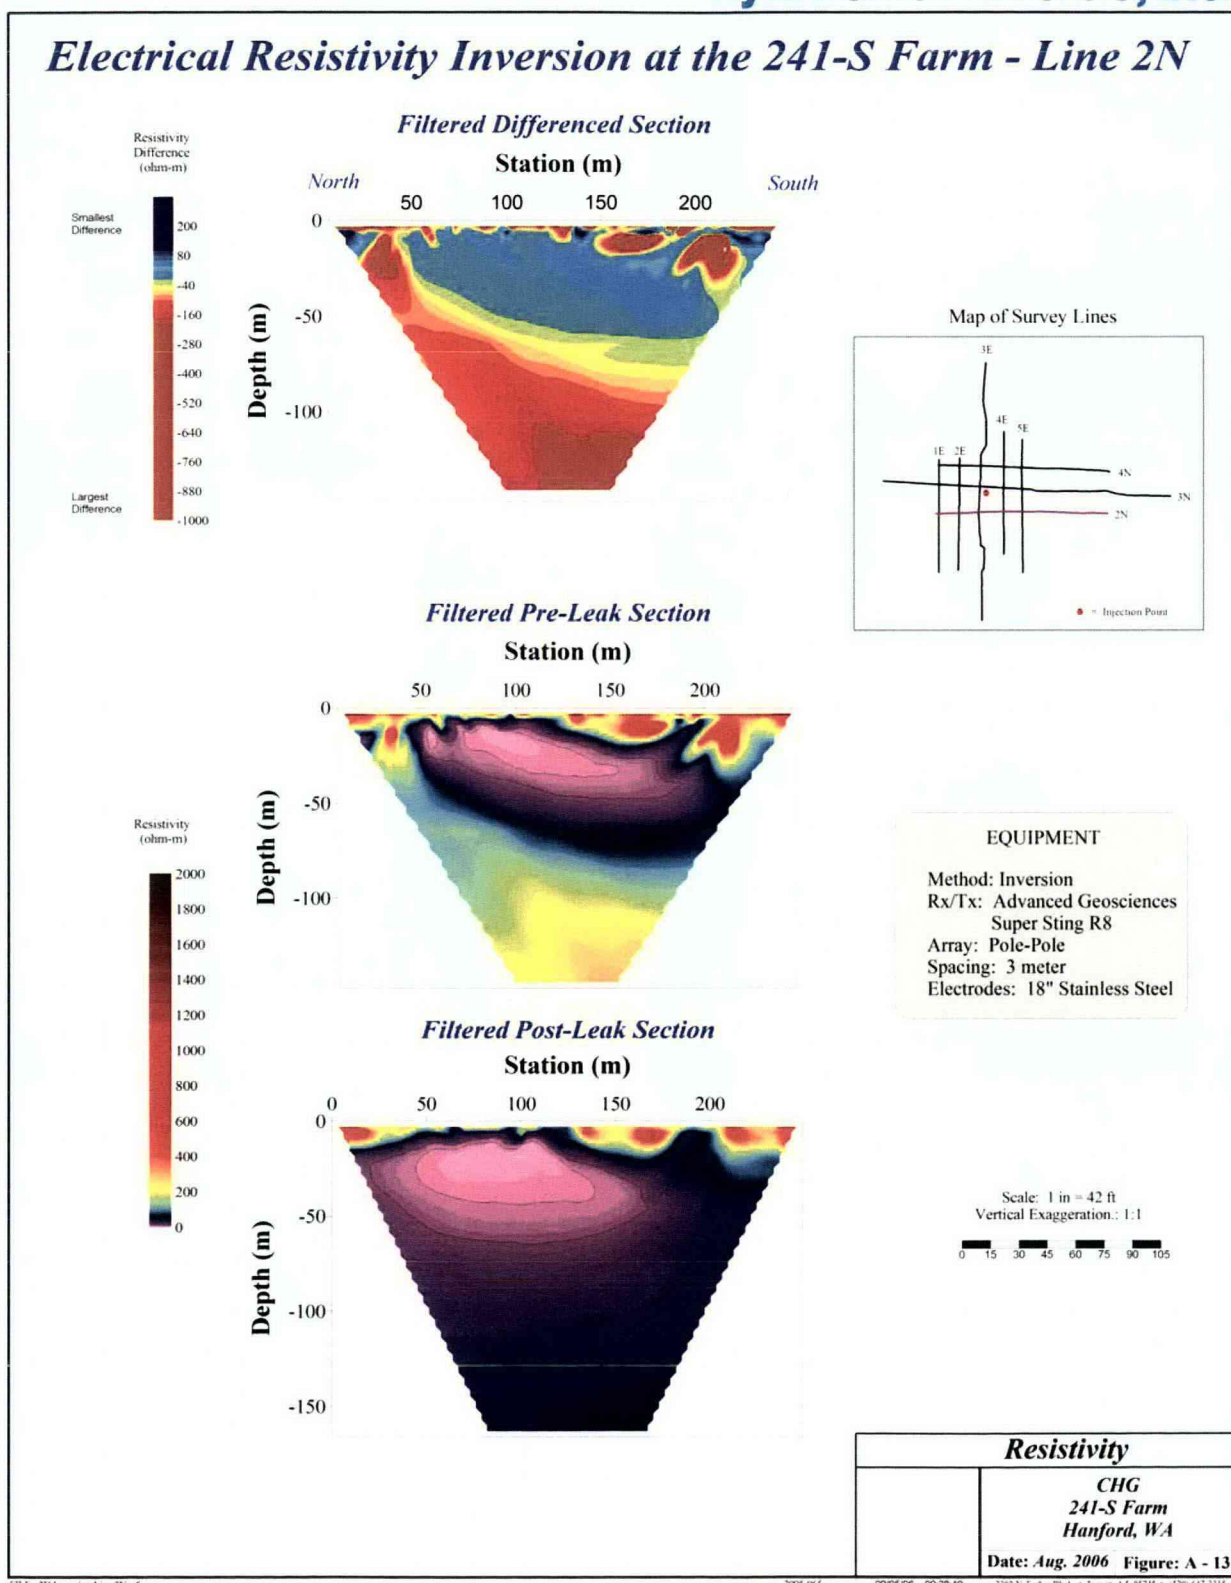 Electrical Resistivity Inversion at the 241-S Farm - Line 2N
Filtered Differenced Section
Station (m)
North
South
50 100 150 200
Resistivity
Difference
(ohm-m)
Smallest
Difference
200
80
-40
-160
-280
-400
-520
-640
-760
-880
-1000
Largest
Difference
Depth (m)
0
-50
-100
Map of Survey Lines
3E
4E
5E
1E 2E
4N
3N
2N
= Injection Point
Filtered Pre-Leak Section
Station (m)
50 100 150 200
Depth (m)
0
-50
-100
Resistivity
(ohm-m)
2000
1800
1600
1400
1200
1000
800
600
400
200
0
EQUIPMENT
Method: Inversion
Rx/Tx: Advanced Geosciences
Super Sting R8
Array: Pole-Pole
Spacing: 3 meter
Electrodes: 18" Stainless Steel
Filtered Post-Leak Section
Station (m)
0 50 100 150 200
Depth (m)
0
-50
-100
-150
Scale: 1 in = 42 ft
Vertical Exaggeration.: 1:1
0 15 30 45 60 75 90 105
Resistivity
CHG
241-S Farm
Hanford, WA
Date: Aug. 2006 Figure: A - 13